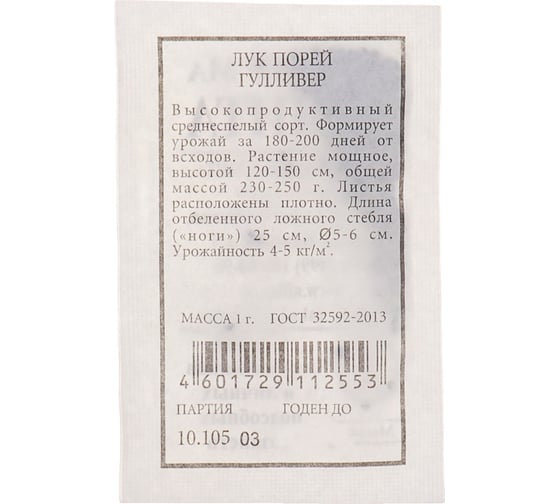 ЛУК ПОРЕЙ
ГУЛЛИВЕР
Высокопродуктивный
среднеспелый сорт. Формирует
урожай за 180-200 дней от
всходов. Растение мощное,
высотой 120-150 см, общей
массой 230-250 г. Листья
расположены плотно. Длина
отбеленного ложного стебля
(«ноги») 25 см, Ø5-6 см.
Урожайность 4-5 кг/м².
МАССА 1 г. ГОСТ 32592-2013
4 601729 112553
ПАРТИЯ ГОДЕН ДО
10.105 03